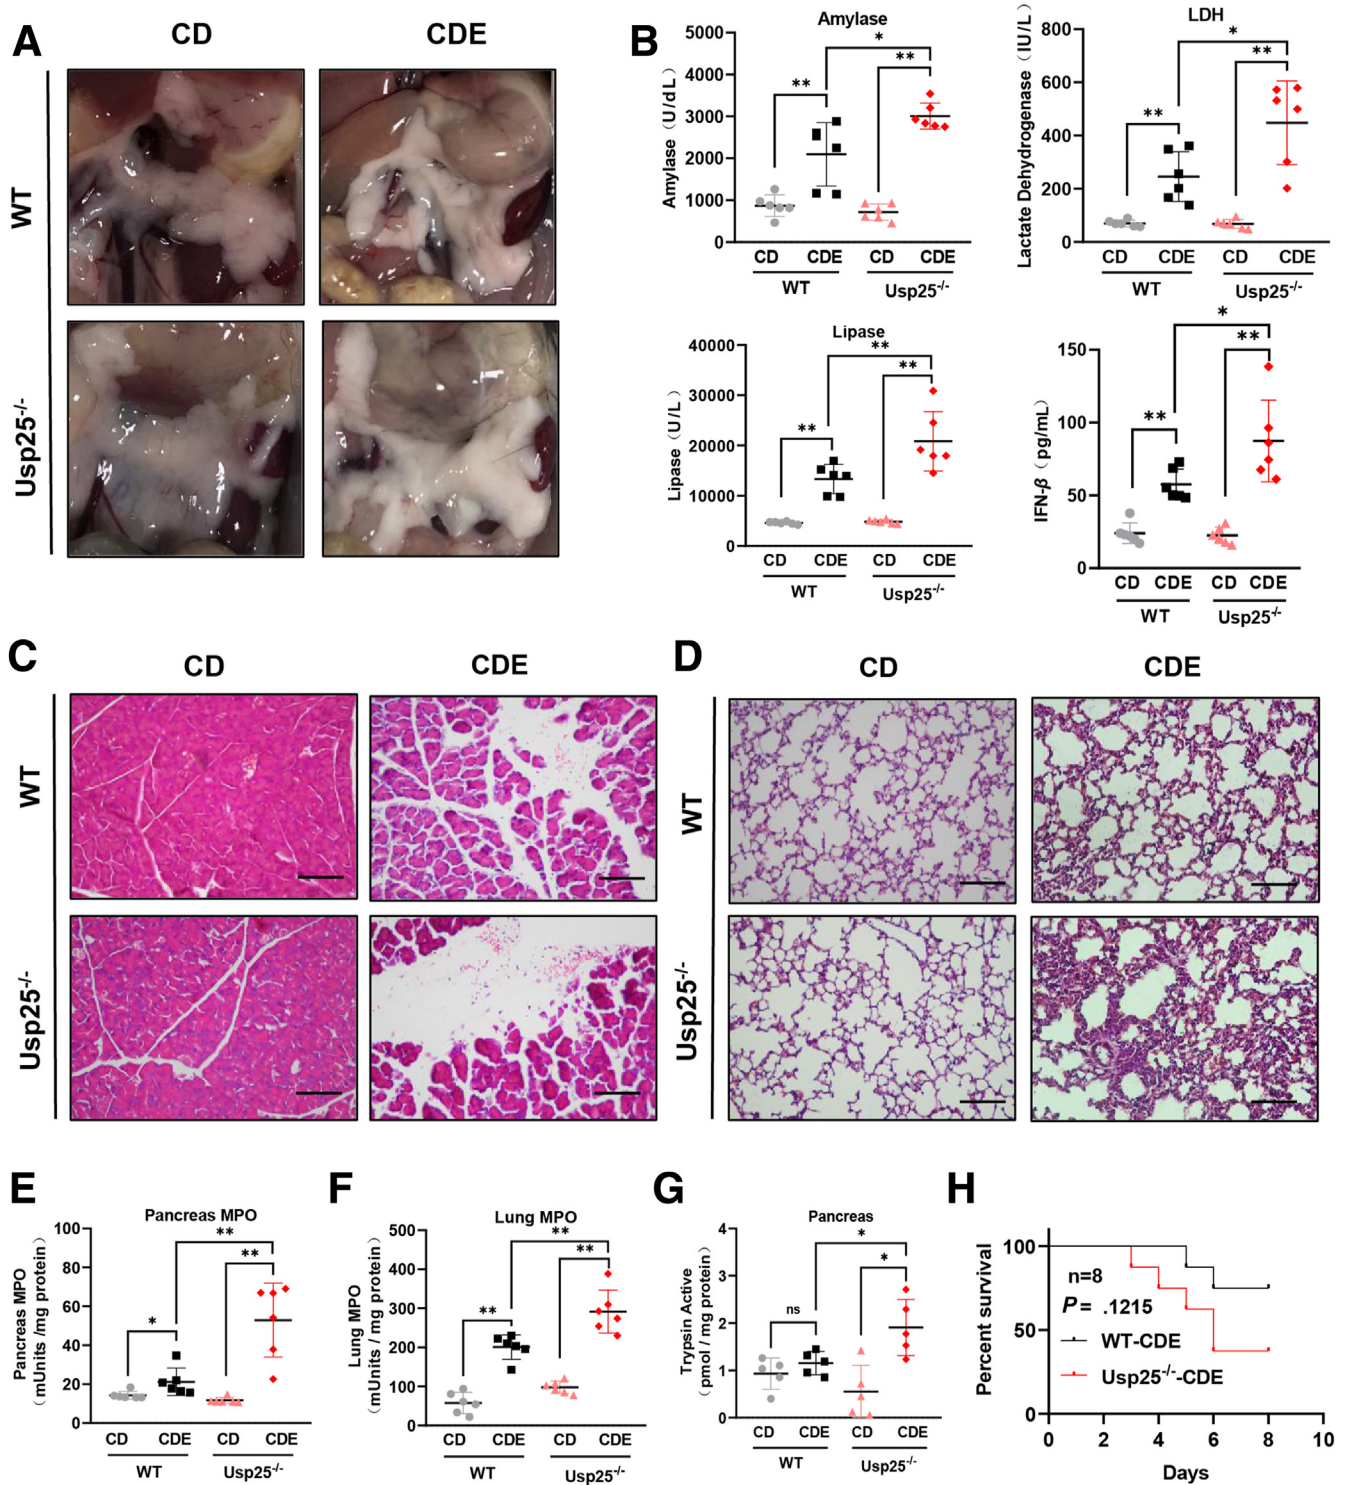 A
CD
CDE
WT
Usp25-/-
B
Amylase
Amylase (U/dL)
5000
4000
3000
2000
1000
0
**
*
**
CD
CDE
CD
CDE
WT
Usp25-/-
LDH
Lactate Dehydrogenase (IU/L)
800
600
400
200
0
**
*
**
CD
CDE
CD
CDE
WT
Usp25-/-
Lipase
Lipase (U/L)
40000
30000
20000
10000
0
**
**
**
CD
CDE
CD
CDE
WT
Usp25-/-
IFN-β (pg/mL)
150
100
50
0
**
*
**
CD
CDE
CD
CDE
WT
Usp25-/-
C
CD
CDE
WT
Usp25-/-
D
CD
CDE
WT
Usp25-/-
E
Pancreas MPO
Pancreas MPO
(mUnits /mg protein)
100
80
60
40
20
0
*
**
**
CD
CDE
CD
CDE
WT
Usp25-/-
F
Lung MPO
Lung MPO
(mUnits / mg protein)
500
400
300
200
100
0
**
**
**
CD
CDE
CD
CDE
WT
Usp25-/-
G
Pancreas
Trypsin Active
(pmol / mg protein)
4
3
2
1
0
ns
*
*
CD
CDE
CD
CDE
WT
Usp25-/-
H
Percent survival
100
50
0
n=8
P = .1215
WT-CDE
Usp25-/--CDE
0 2 4 6 8 10
Days